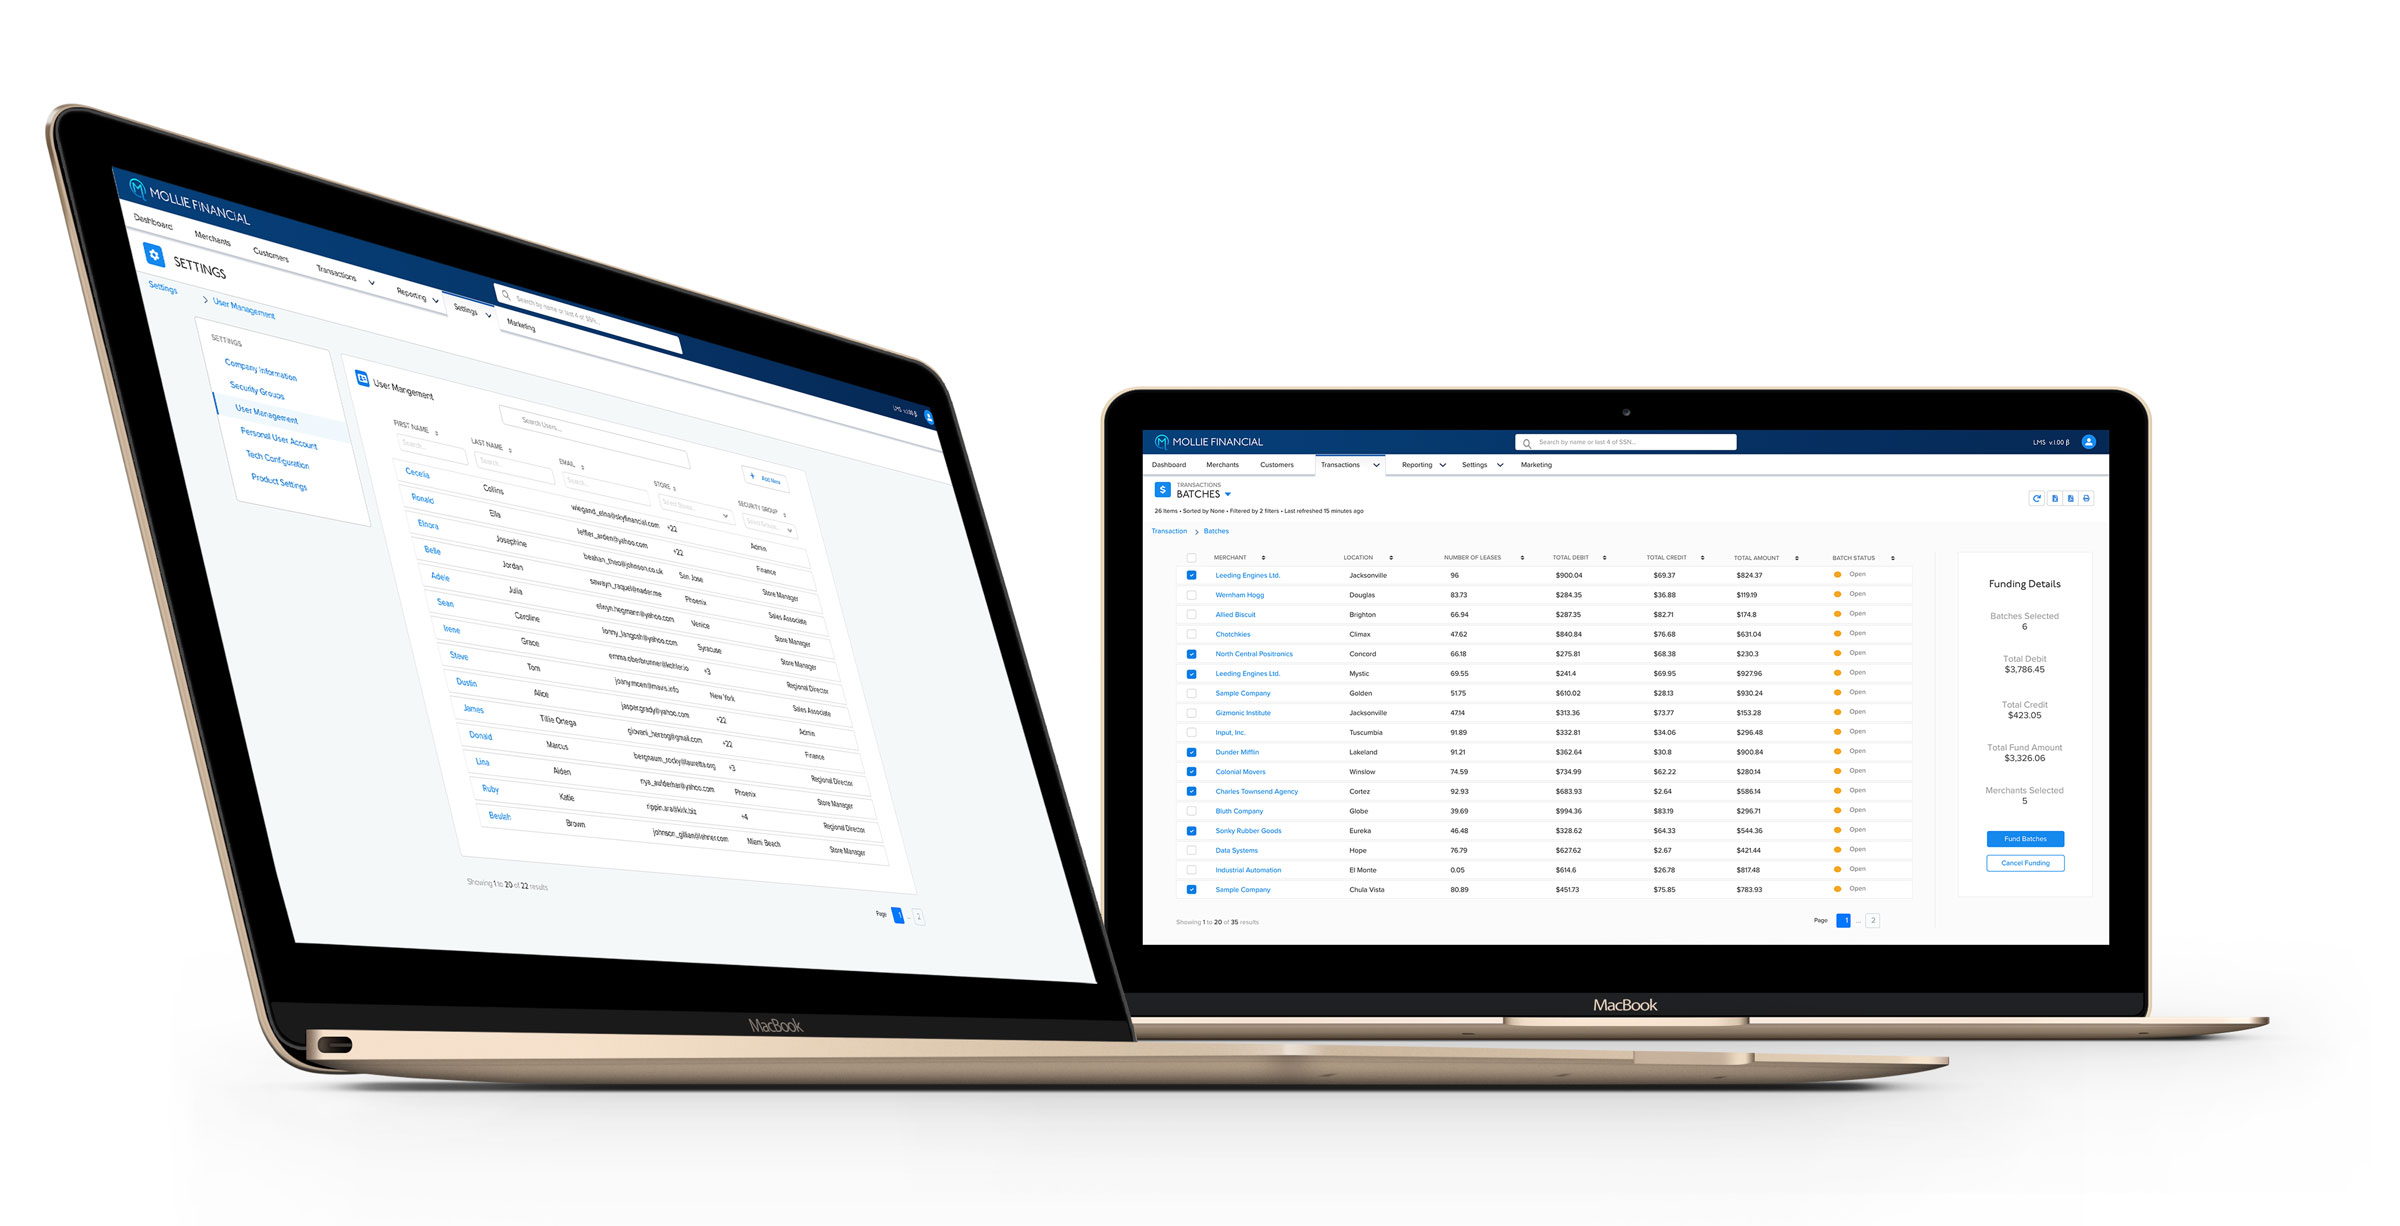 MOLLIE FINANCIAL
Dashboard Merchants Customers Transactions Reporting Settings Marketing
Search by name or last 4 of SSN...
LMS v.1.00 β
SETTINGS
Settings > User Management
SETTINGS
Company Information
Security Groups
User Management
Personal User Account
Tech Configuration
Product Settings
User Mangement
Search Users...
+ Add New
FIRST NAME LAST NAME EMAIL STORE SECURITY GROUP
Search... Search... Search... Select Stores... Select Groups...
Cecelia Collins wiegand_elna@skyfinancial.com +22 Admin
Ronald Ella leffler_arden@yahoo.com +22 Finance
Elnora Josephine beahan_theo@johnson.co.uk San Jose Store Manager
Belle Jordan sawayn_raquel@nader.me Phoenix Sales Associate
Adele Julia elwyn.hegmann@yahoo.com Venice Store Manager
Sean Caroline lonny_langosh@yahoo.com Syracuse Store Manager
Irene Grace emma.oberbrunner@kohler.io +3 Regional Director
Steve Tom joany.mcen@mavis.info New York Sales Associate
Dustin Alice jasper.grady@yahoo.com +22 Admin
James Tillie Ortega giovani_herzog@gmail.com +22 Finance
Donald Marcus bergnaum_rocky@lauretta.org +3 Regional Director
Lina Aiden nya_aufderhar@yahoo.com Phoenix Store Manager
Ruby Katie rippin.ara@kirk.biz +4 Regional Director
Beulah Brown johnson_gillian@lehner.com Miami Beach Store Manager
Showing 1 to 20 of 22 results
Page 1 ... 2
MacBook
MOLLIE FINANCIAL
Search by name or last 4 of SSN...
LMS v.1.00 β
Dashboard Merchants Customers Transactions Reporting Settings Marketing
TRANSACTIONS
BATCHES
26 Items • Sorted by None • Filtered by 2 filters • Last refreshed 15 minutes ago
Transaction > Batches
MERCHANT LOCATION NUMBER OF LEASES TOTAL DEBIT TOTAL CREDIT TOTAL AMOUNT BATCH STATUS
Leeding Engines Ltd. Jacksonville 96 $900.04 $69.37 $824.37 Open
Wernham Hogg Douglas 83.73 $284.35 $36.88 $119.19 Open
Allied Biscuit Brighton 66.94 $287.35 $82.71 $174.8 Open
Chotchkies Climax 47.62 $840.84 $76.68 $631.04 Open
North Central Positronics Concord 66.18 $275.81 $68.38 $230.3 Open
Leeding Engines Ltd. Mystic 69.55 $241.4 $69.95 $927.96 Open
Sample Company Golden 51.75 $610.02 $28.13 $930.24 Open
Gizmonic Institute Jacksonville 47.14 $313.36 $73.77 $153.28 Open
Input, Inc. Tuscumbia 91.89 $332.81 $34.06 $296.48 Open
Dunder Mifflin Lakeland 91.21 $362.64 $30.8 $900.84 Open
Colonial Movers Winslow 74.59 $734.99 $62.22 $280.14 Open
Charles Townsend Agency Cortez 92.93 $683.93 $2.64 $586.14 Open
Bluth Company Globe 39.69 $994.36 $83.19 $296.71 Open
Sonky Rubber Goods Eureka 46.48 $328.62 $64.33 $544.36 Open
Data Systems Hope 76.79 $627.62 $2.67 $421.44 Open
Industrial Automation El Monte 0.05 $614.6 $26.78 $817.48 Open
Sample Company Chula Vista 80.89 $451.73 $75.85 $783.93 Open
Showing 1 to 20 of 35 results
Page 1 ... 2
Funding Details
Batches Selected
6
Total Debit
$3,786.45
Total Credit
$423.05
Total Fund Amount
$3,326.06
Merchants Selected
5
Fund Batches
Cancel Funding
MacBook